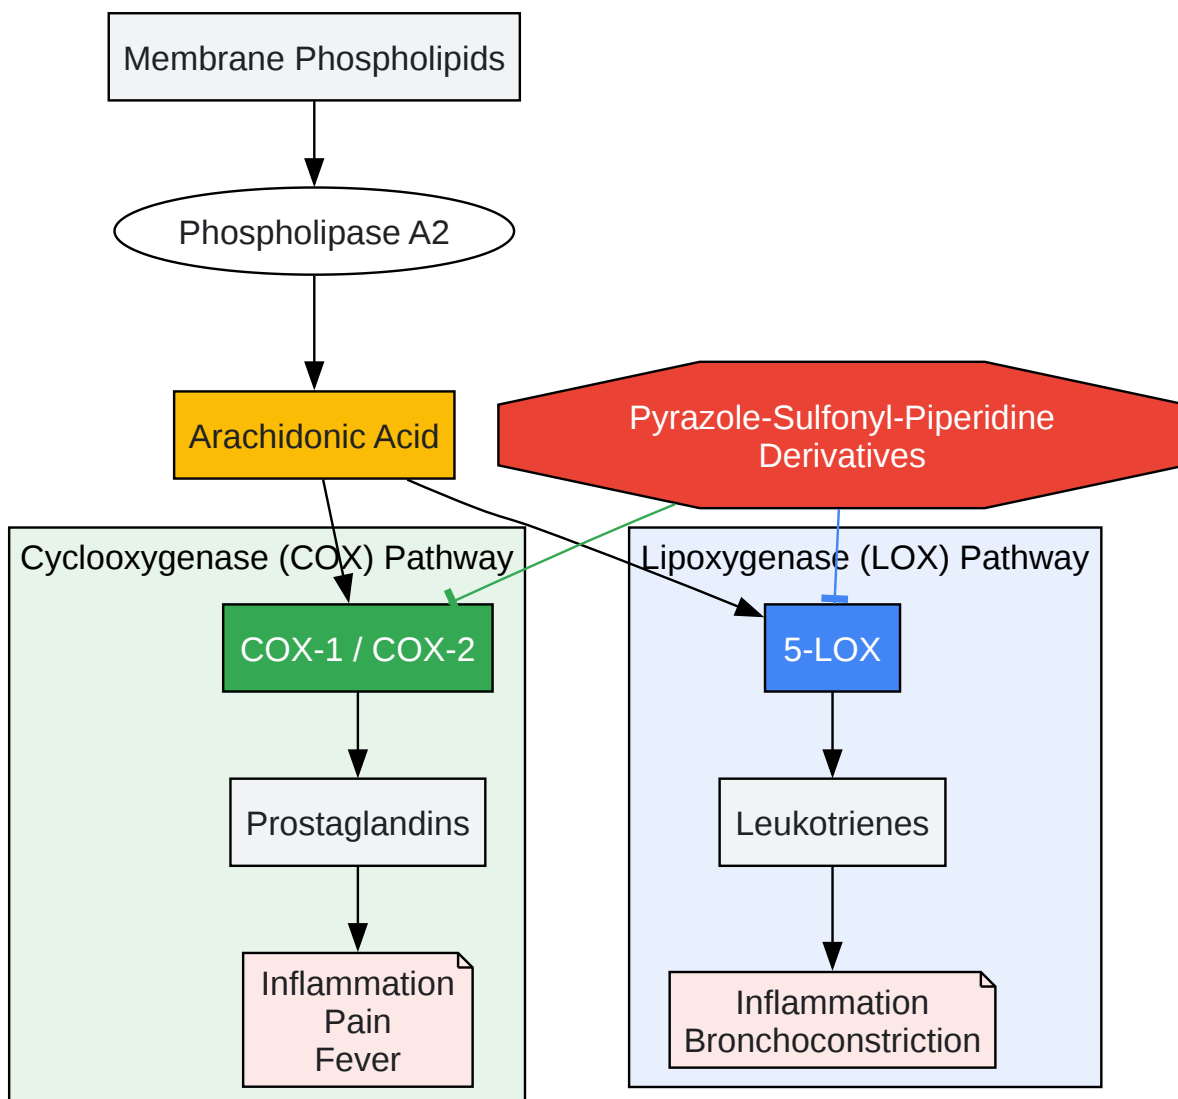 Membrane Phospholipids
Phospholipase A2
Arachidonic Acid
Pyrazole-Sulfonyl-Piperidine
Derivatives
Cyclooxygenase (COX) Pathway
Lipoxygenase (LOX) Pathway
COX-1 / COX-2
5-LOX
Prostaglandins
Leukotrienes
Inflammation
Pain
Fever
Inflammation
Bronchoconstriction